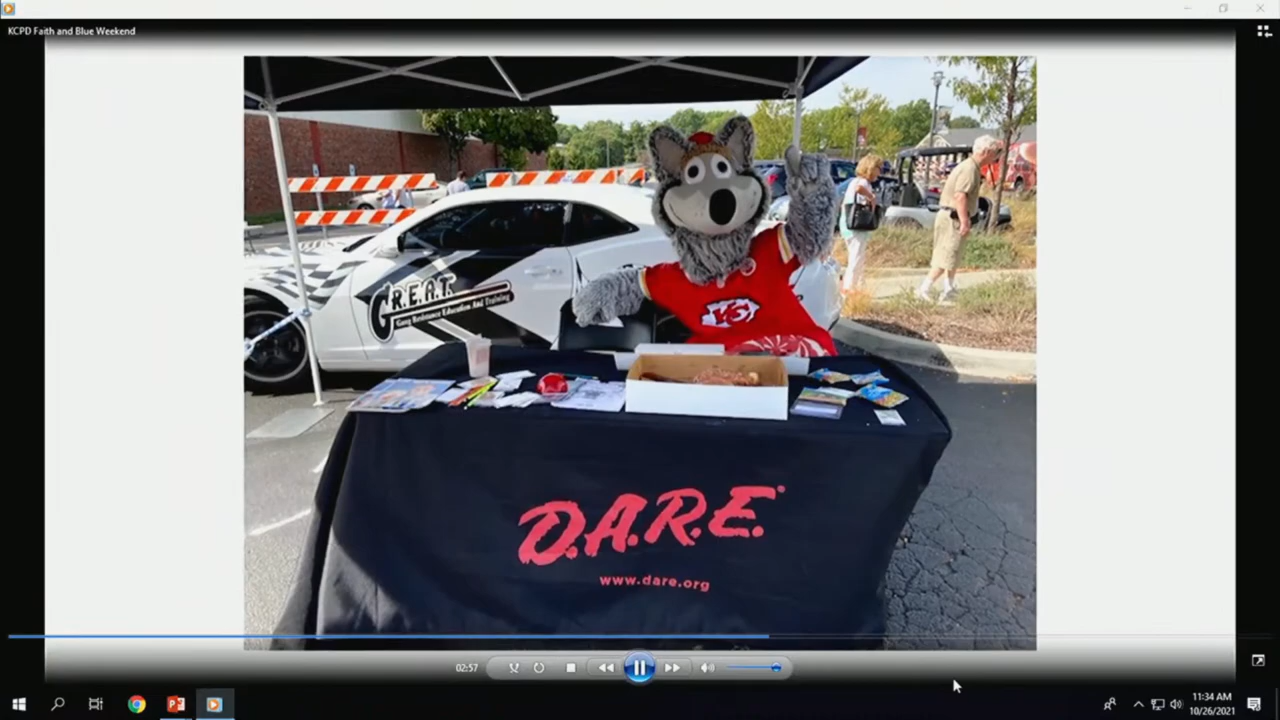 KCPD Faith and Blue Weekend
G.R.E.A.T.
Gang Resistance Education And Training
KC
D.A.R.E.®
www.dare.org
02:57
11:34 AM
10/26/2021